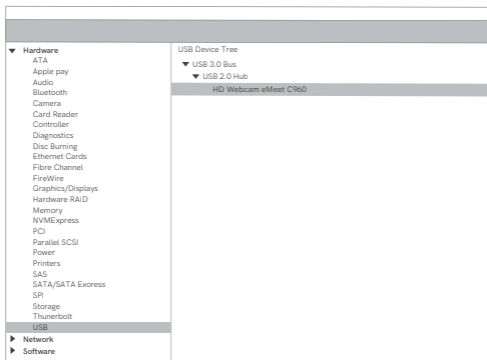 Hardware
ATA
Apple pay
Audio
Bluetooth
Camera
Card Reader
Controller
Diagnostics
Disc Burning
Ethernet Cards
Fibre Channel
FireWire
Graphics/Displays
Hardware RAID
Memory
NVMExpress
PCI
Parallel SCSI
Power
Printers
SAS
SATA/SATA Exoress
SPI
Storage
Thunerbolt
USB
Network
Software
USB Device Tree
USB 3.0 Bus
USB 2.0 Hub
HD Webcam eMeet C960